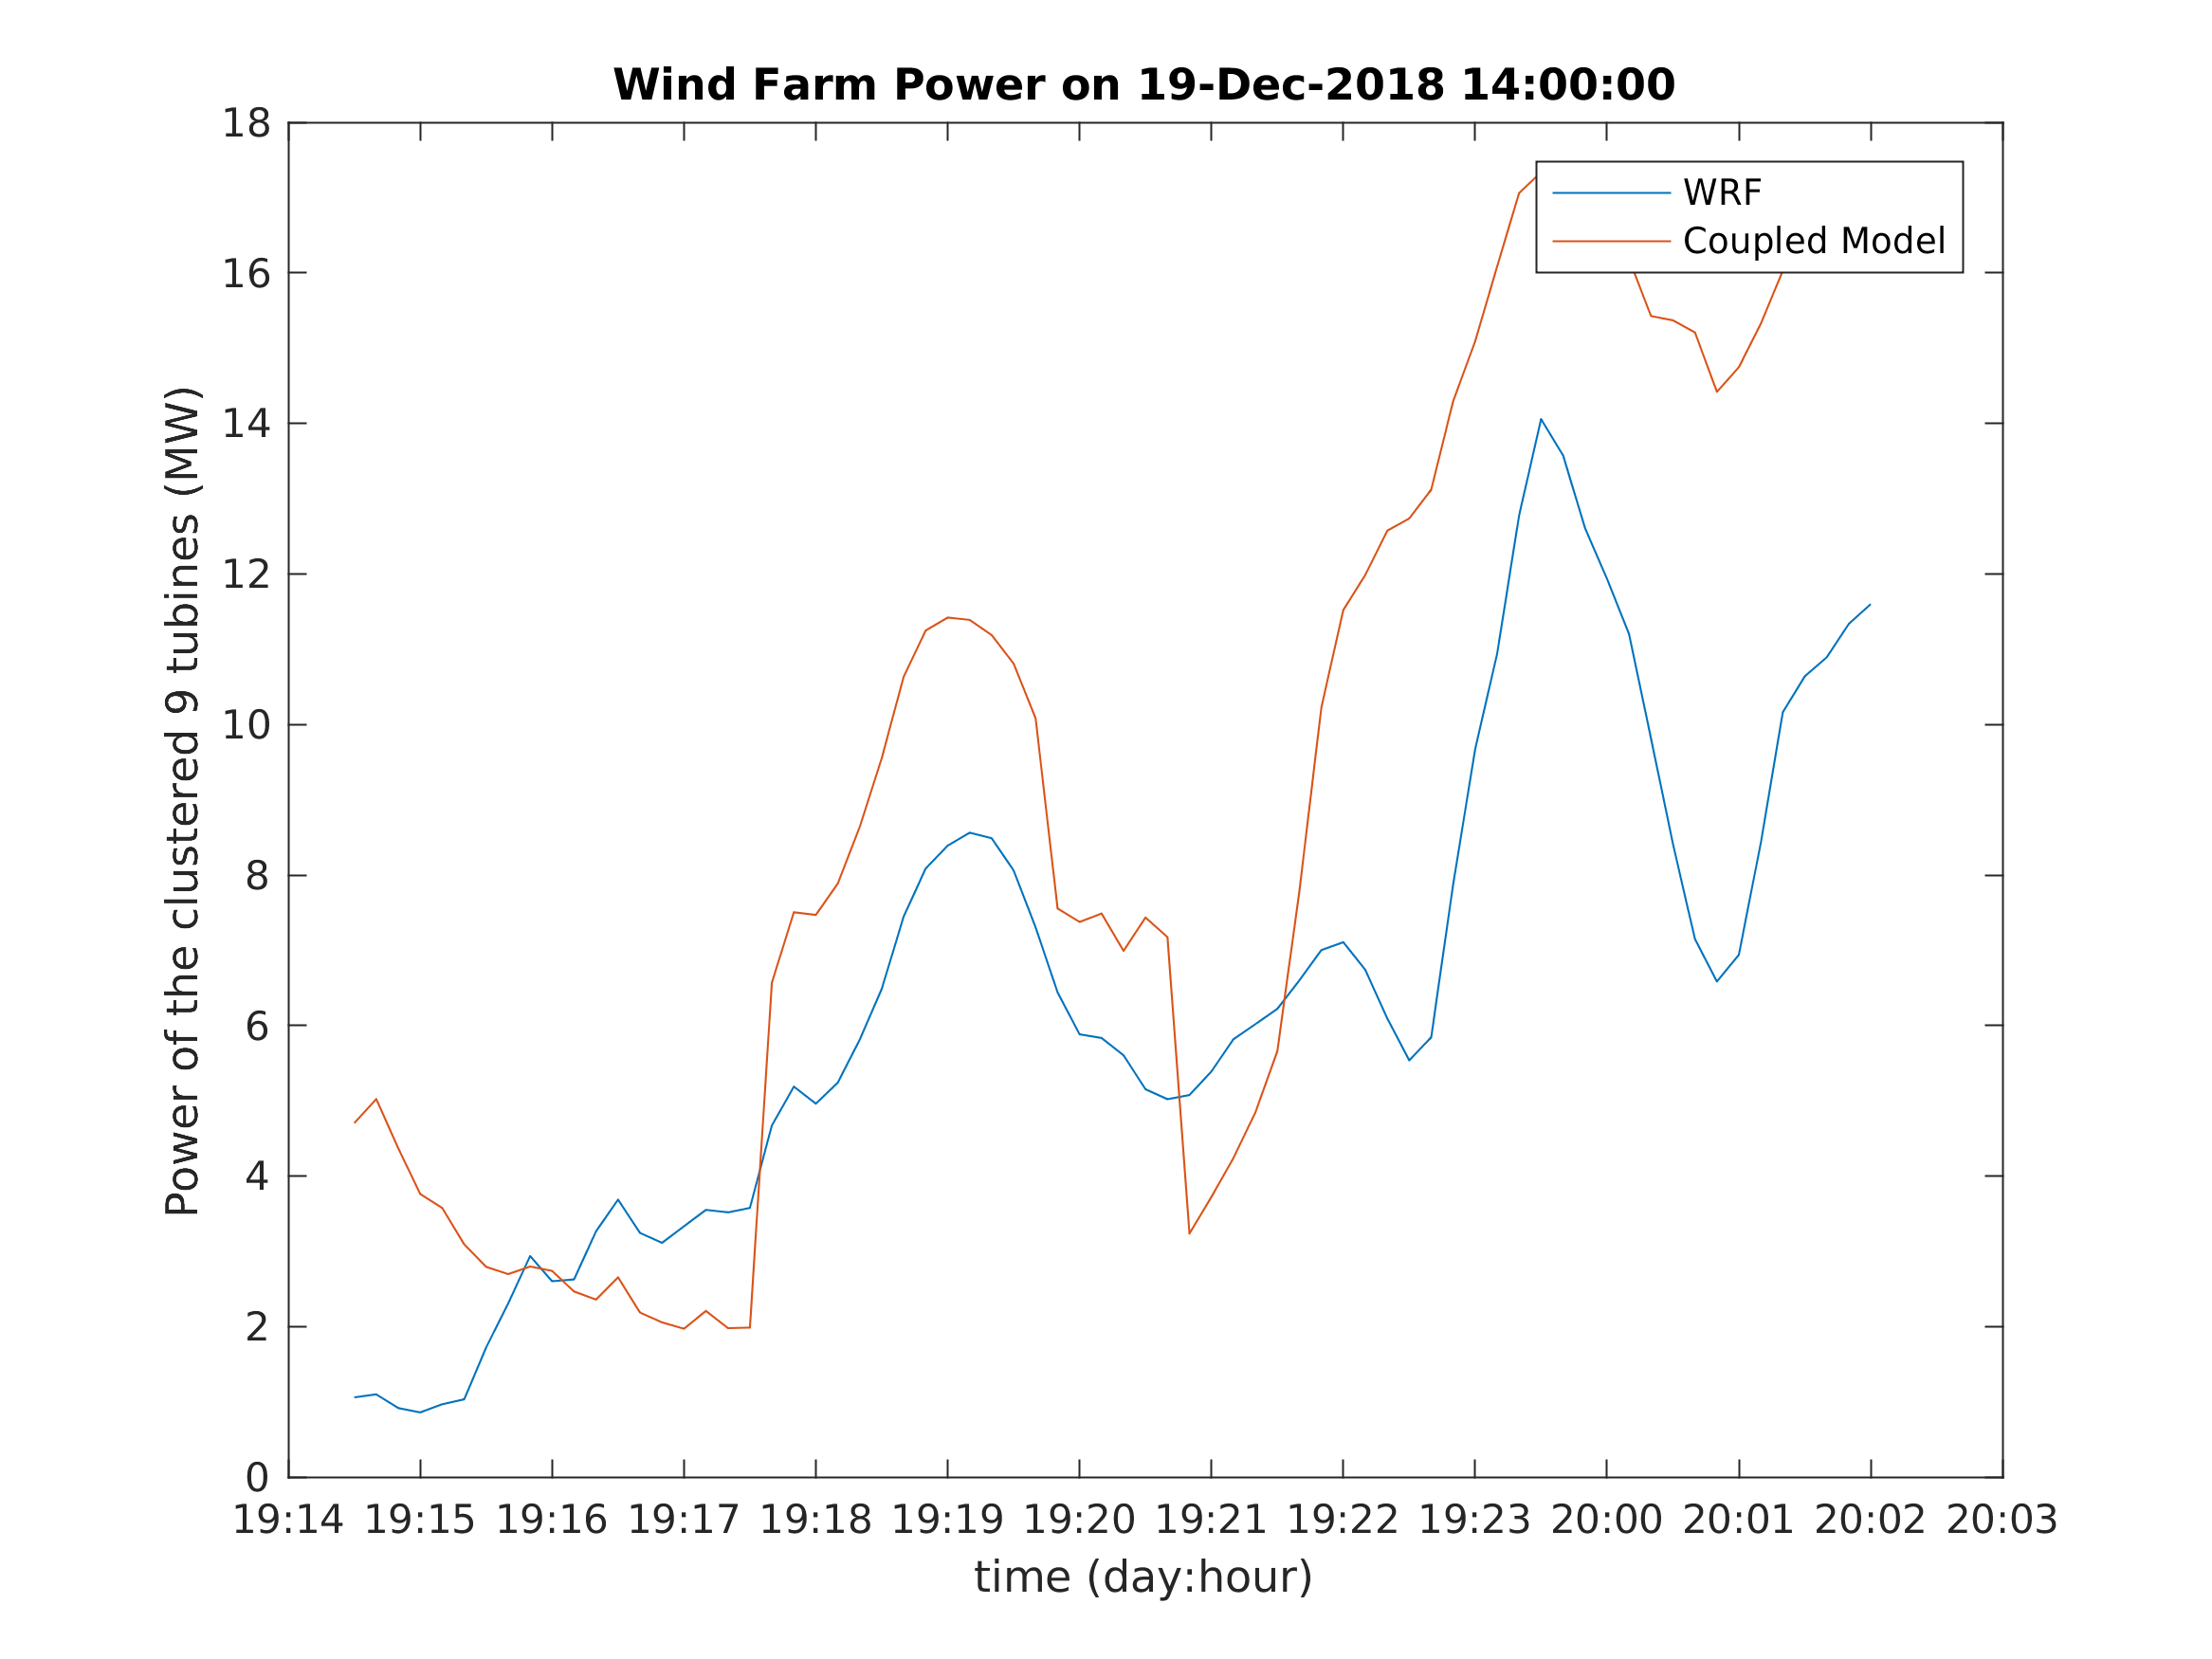 Wind Farm Power on 19-Dec-2018 14:00:00
18
16
14
12
10
8
6
4
2
0
Power of the clustered 9 tubines (MW)
WRF
Coupled Model
19:14 19:15 19:16 19:17 19:18 19:19 19:20 19:21 19:22 19:23 20:00 20:01 20:02 20:03
time (day:hour)